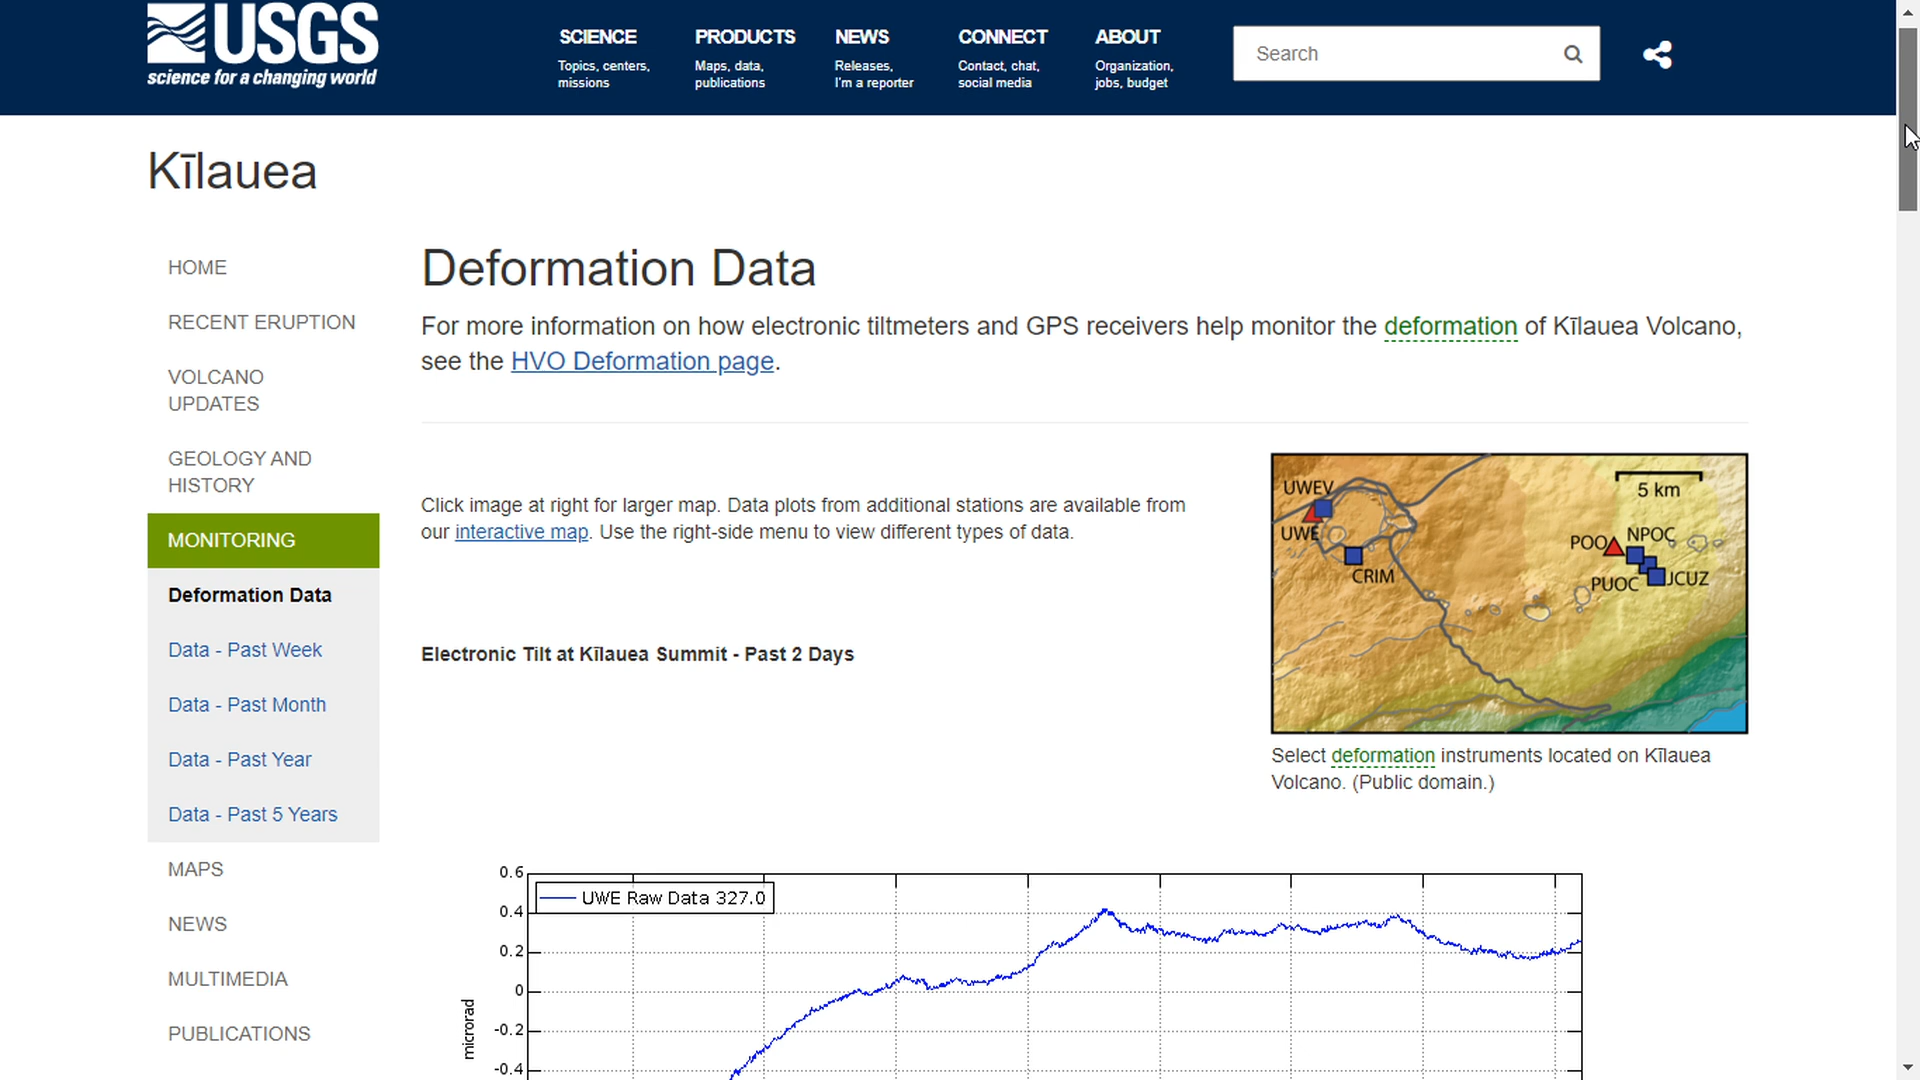 USGS
science for a changing world
SCIENCE
Topics, centers,
missions
PRODUCTS
Maps, data,
publications
NEWS
Releases,
I'm a reporter
CONNECT
Contact, chat,
social media
ABOUT
Organization,
jobs, budget
Search
Kīlauea
HOME
RECENT ERUPTION
VOLCANO
UPDATES
GEOLOGY AND
HISTORY
MONITORING
Deformation Data
Data - Past Week
Data - Past Month
Data - Past Year
Data - Past 5 Years
MAPS
NEWS
MULTIMEDIA
PUBLICATIONS
Deformation Data
For more information on how electronic tiltmeters and GPS receivers help monitor the deformation of Kīlauea Volcano,
see the HVO Deformation page.
Click image at right for larger map. Data plots from additional stations are available from
our interactive map. Use the right-side menu to view different types of data.
Electronic Tilt at Kīlauea Summit - Past 2 Days
UWEV
UWE
CRIM
5 km
POO
NPOC
PUOC
JCUZ
Select deformation instruments located on Kīlauea
Volcano. (Public domain.)
UWE Raw Data 327.0
0.6
0.4
0.2
0
-0.2
-0.4
microrad